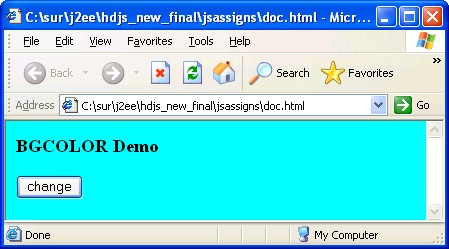 C:\sur\j2ee\hdjs_new_final\jsassigns\doc.html - Micr...
File Edit View Favorites Tools Help
Back Search Favorites
Address C:\sur\j2ee\hdjs_new_final\jsassigns\doc.html Go
BGCOLOR Demo
change
Done My Computer